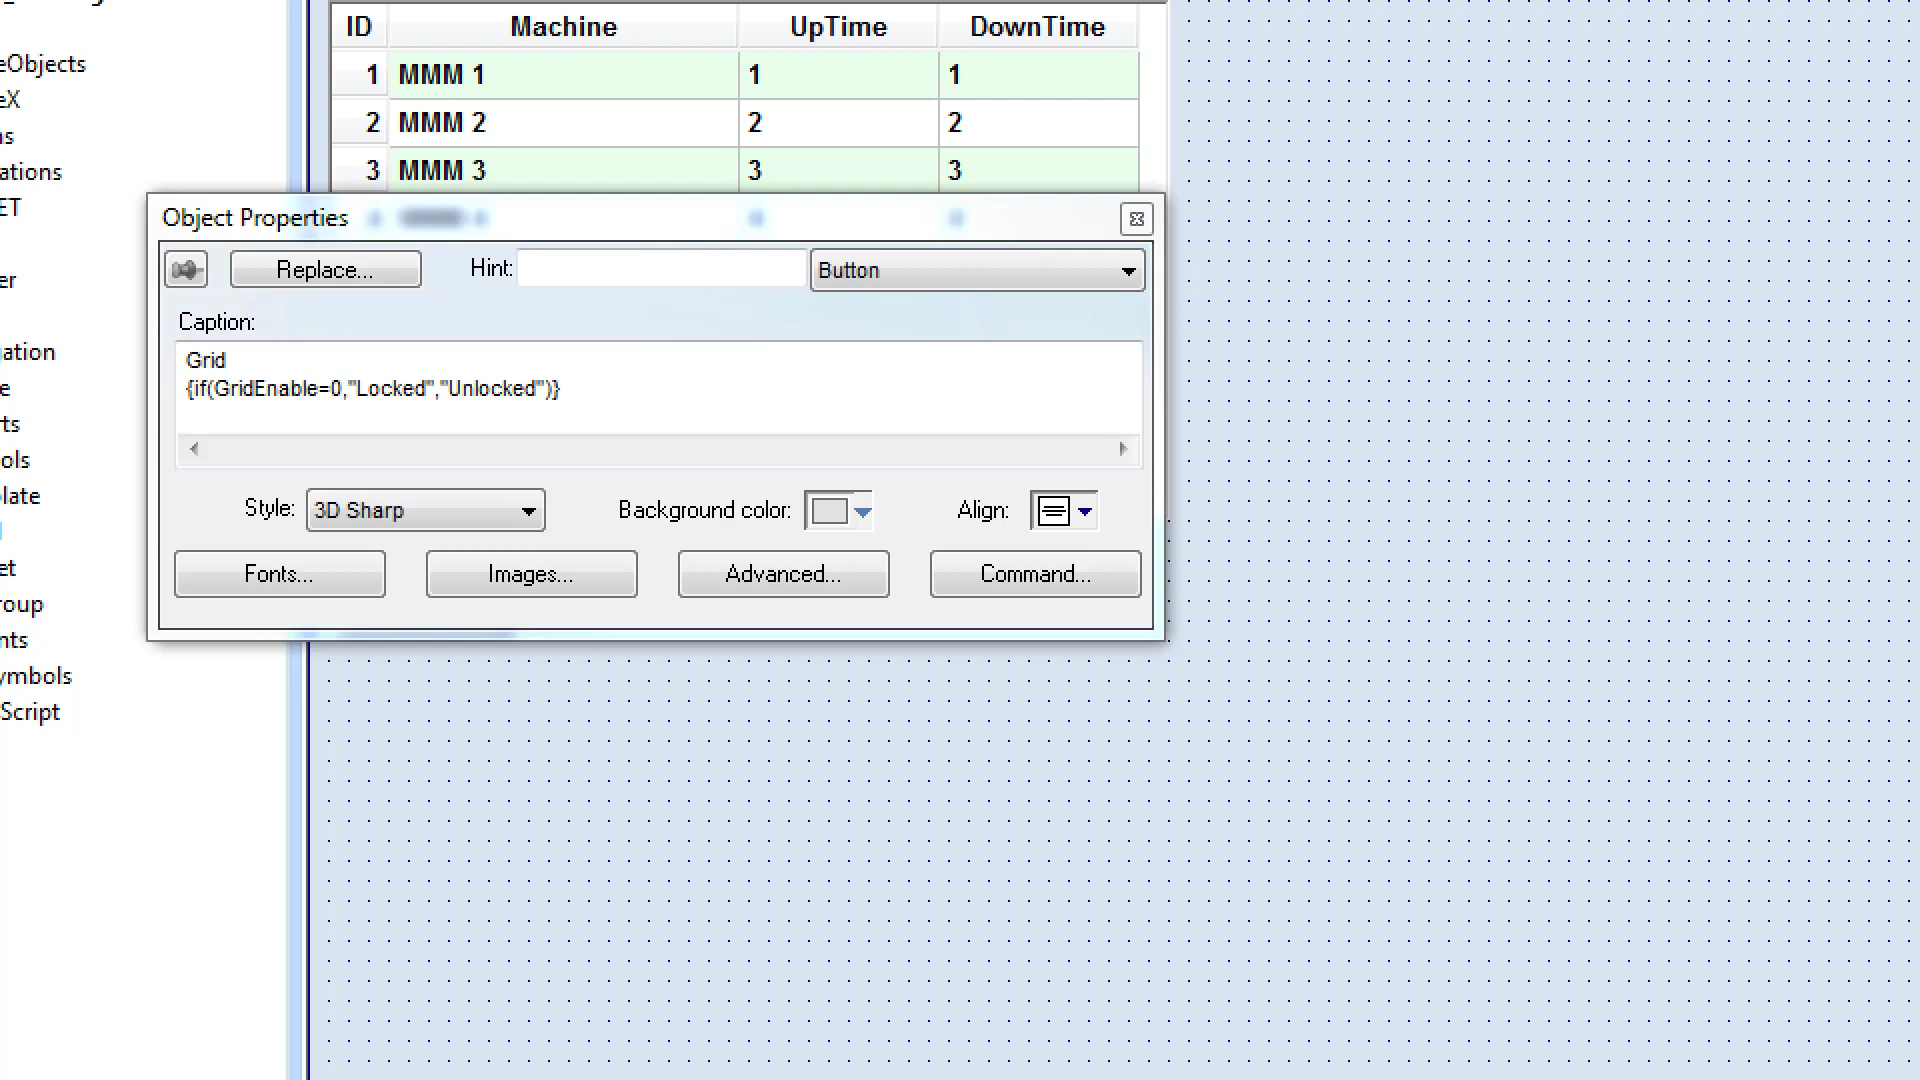 eObjects
eX
ns
ations
ET
er
ation
e
rts
ols
late
et
roup
nts
ymbols
Script
ID Machine UpTime DownTime
1 MMM 1 1 1
2 MMM 2 2 2
3 MMM 3 3 3
Object Properties
Replace... Hint: Button
Caption:
Grid
{if(GridEnable=0,"Locked","Unlocked")}
Style: 3D Sharp Background color: Align:
Fonts... Images... Advanced... Command...